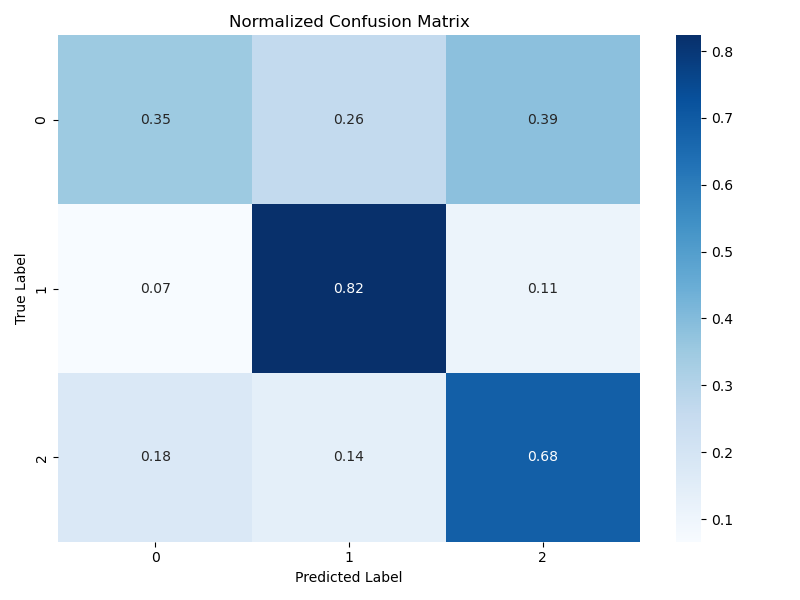 Normalized Confusion Matrix
True Label
0 0.35 0.26 0.39
1 0.07 0.82 0.11
2 0.18 0.14 0.68
0 1 2
Predicted Label
0.8
0.7
0.6
0.5
0.4
0.3
0.2
0.1